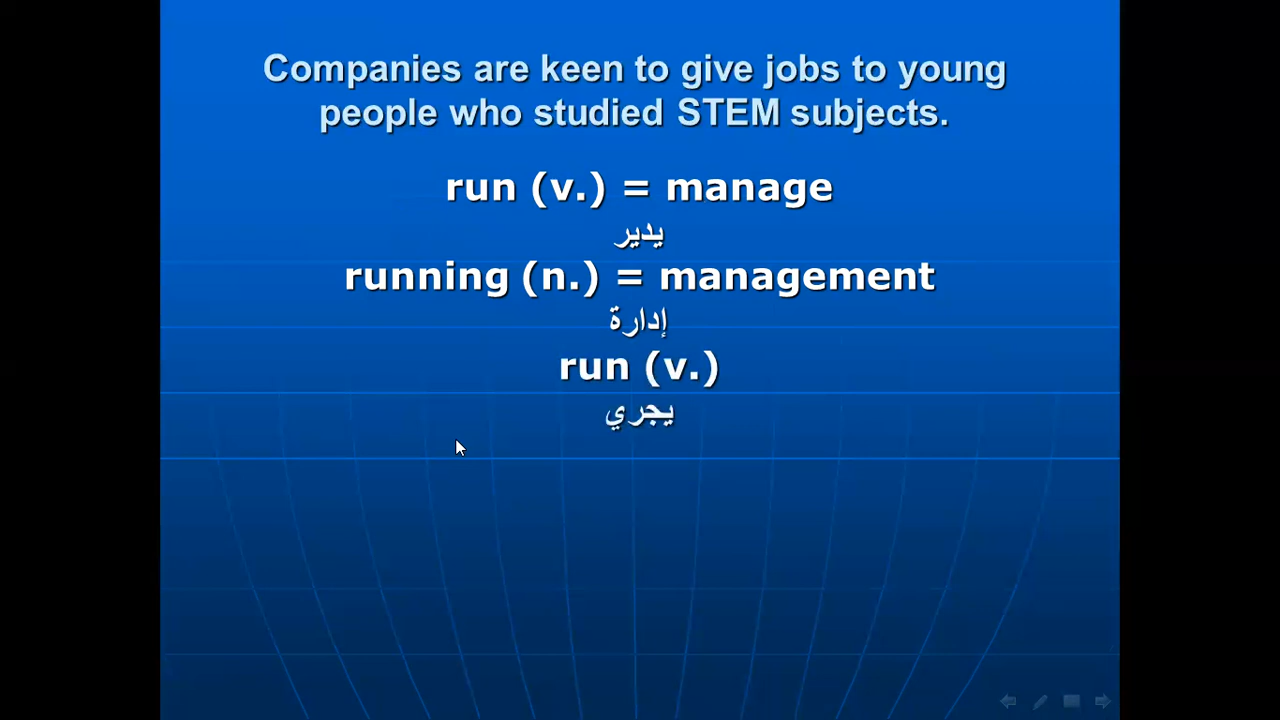 Companies are keen to give jobs to young
people who studied STEM subjects.
run (v.) = manage
يدير
running (n.) = management
إدارة
run (v.)
يجري